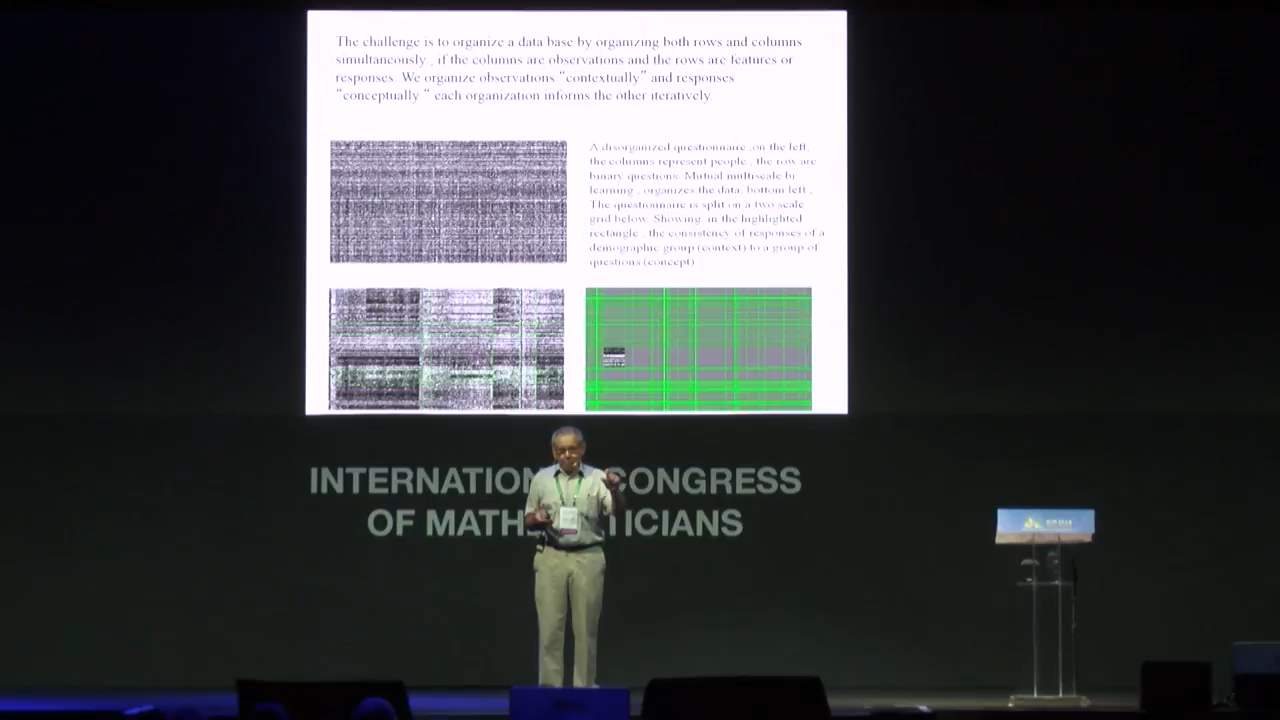 The challenge is to organize a data base by organizing both rows and columns
simultaneously , if the columns are observations and the rows are features or
responses. We organize observations “contextually” and responses
“conceptually “ each organization informs the other iteratively.
A disorganized questionnaire ,on the left,
the columns represent people , the row are
binary questions. Mutual multiscale bi
learning , organizes the data, bottom left ,
The questionnaire is split on a two scale
grid below. Showing in the highlighted
rectangle , the consistency of responses of a
demographic group (context) to a group of
questions (concept)
INTERNATION CONGRESS
OF MATH TICIANS